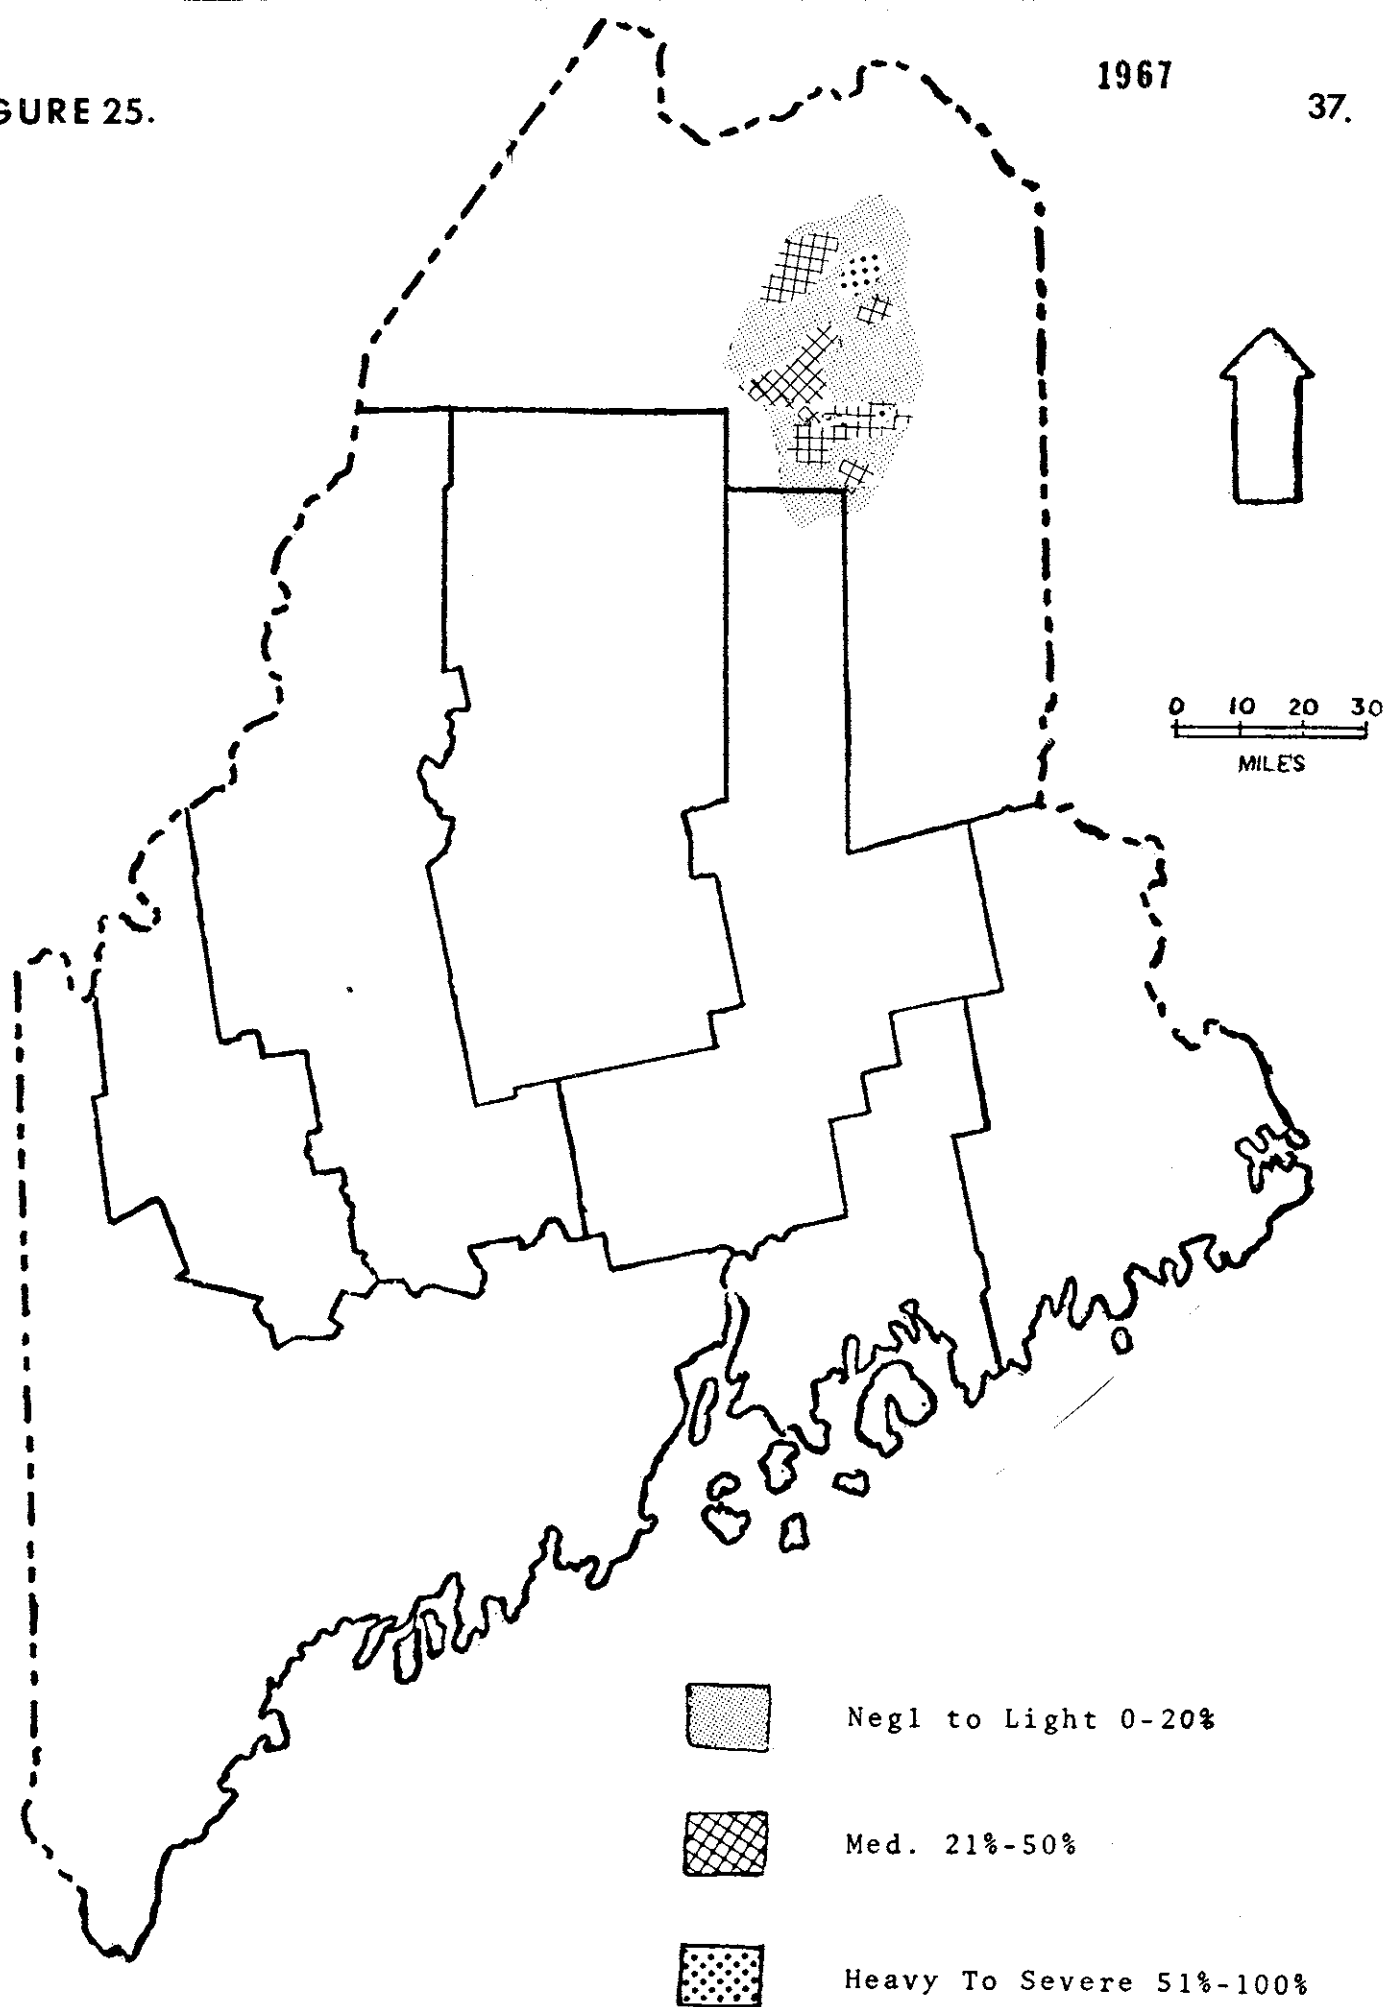 GURE 25.
1967
37.
0 10 20 30
MILES
Negl to Light 0-20%
Med. 21%-50%
Heavy To Severe 51%-100%